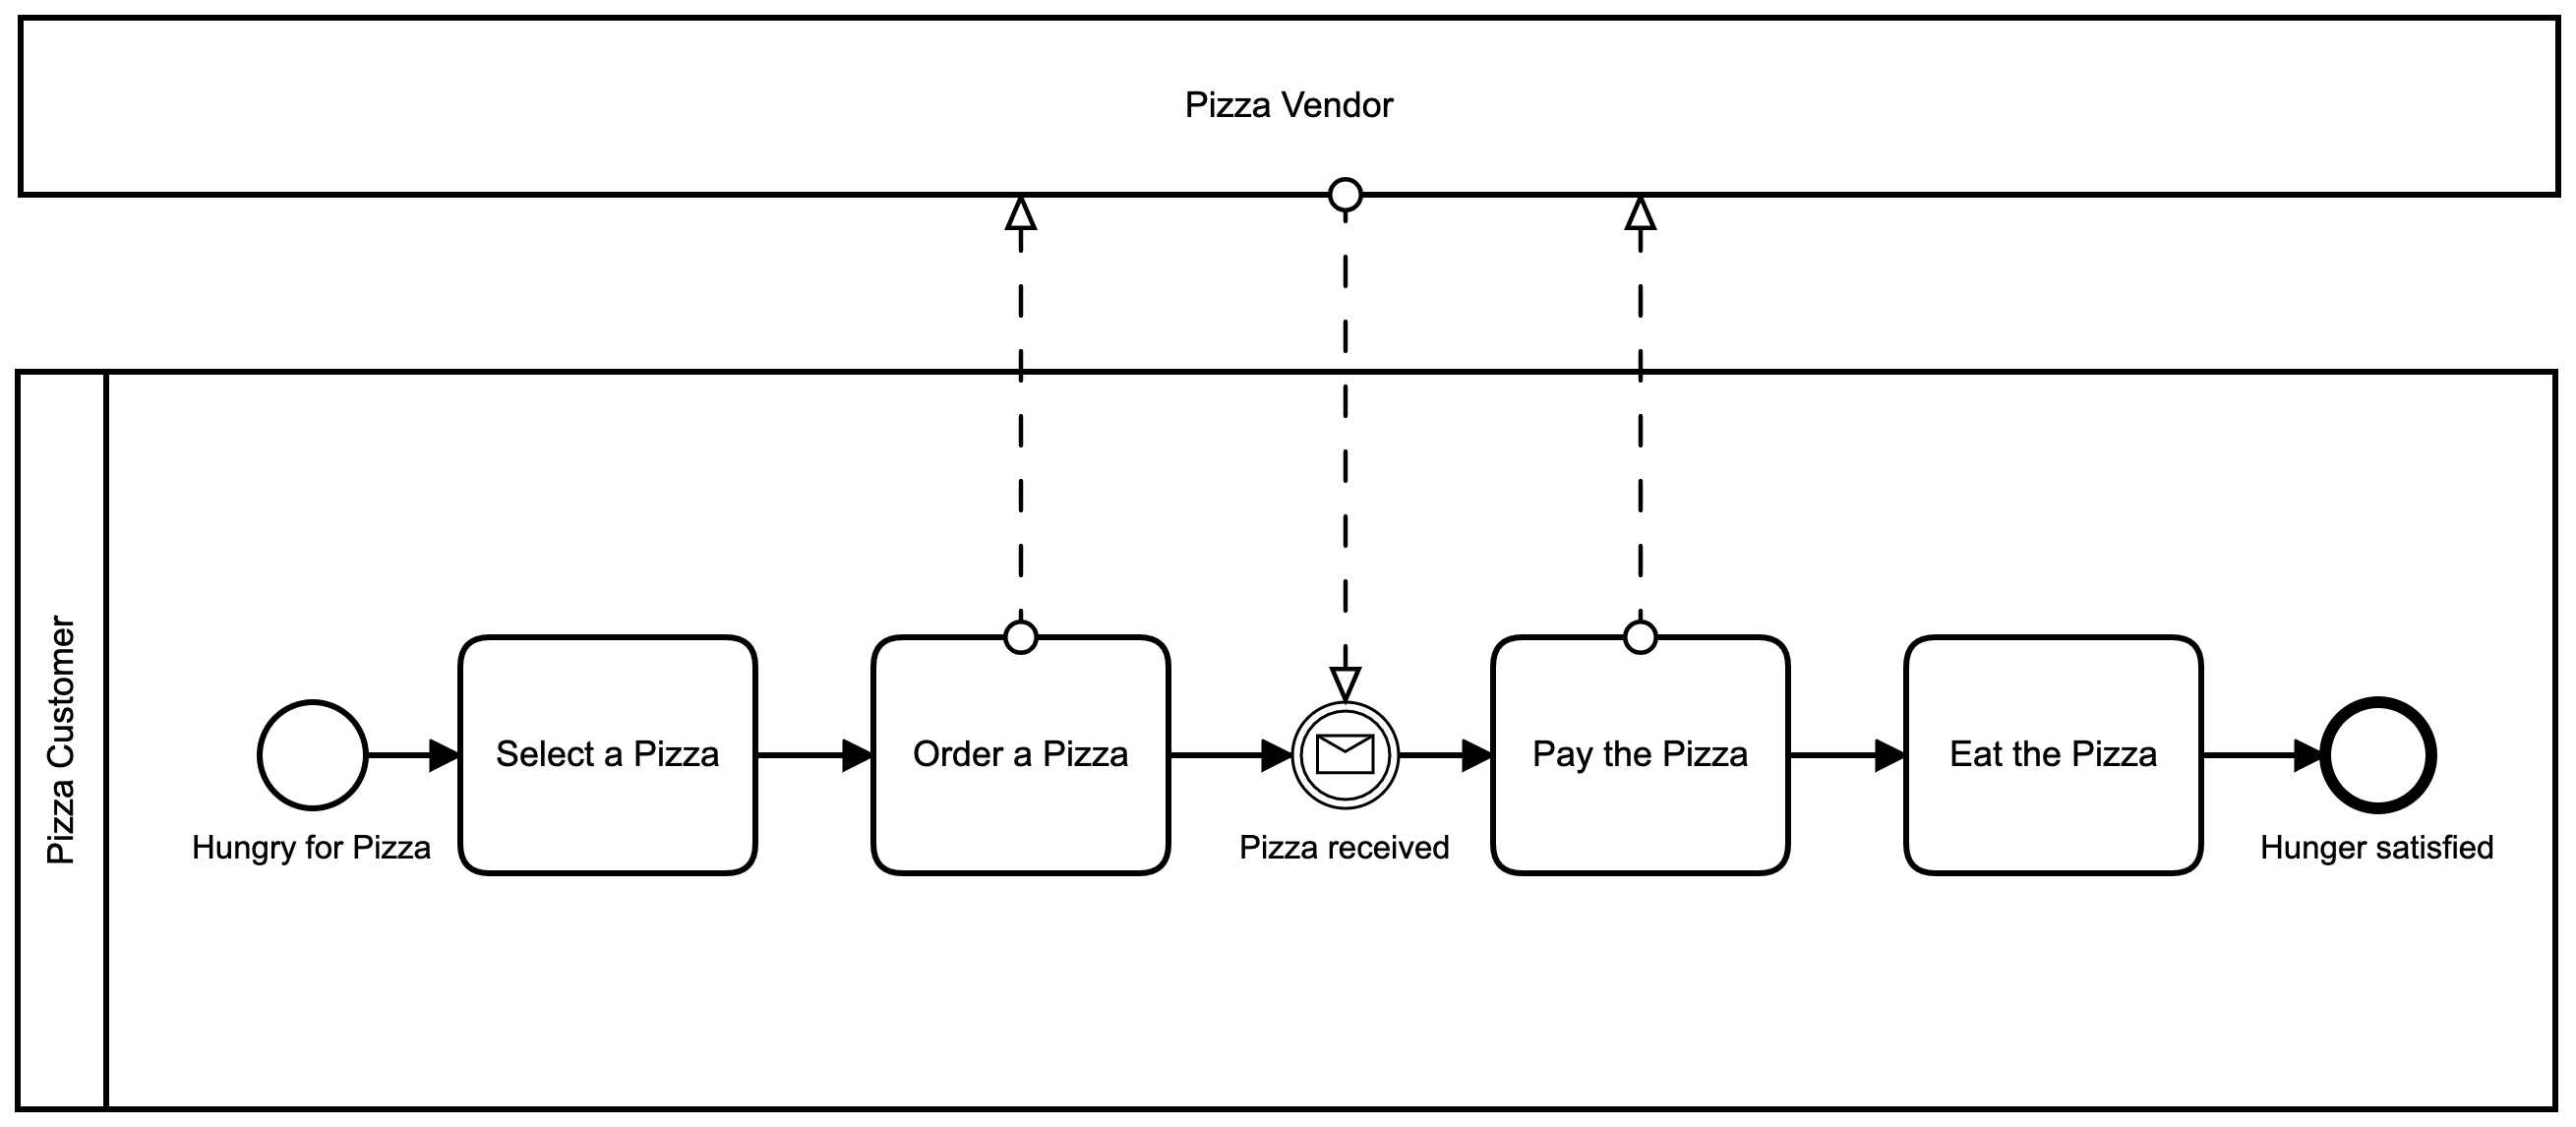 Pizza Vendor
Pizza Customer
Hungry for Pizza
Select a Pizza
Order a Pizza
Pizza received
Pay the Pizza
Eat the Pizza
Hunger satisfied